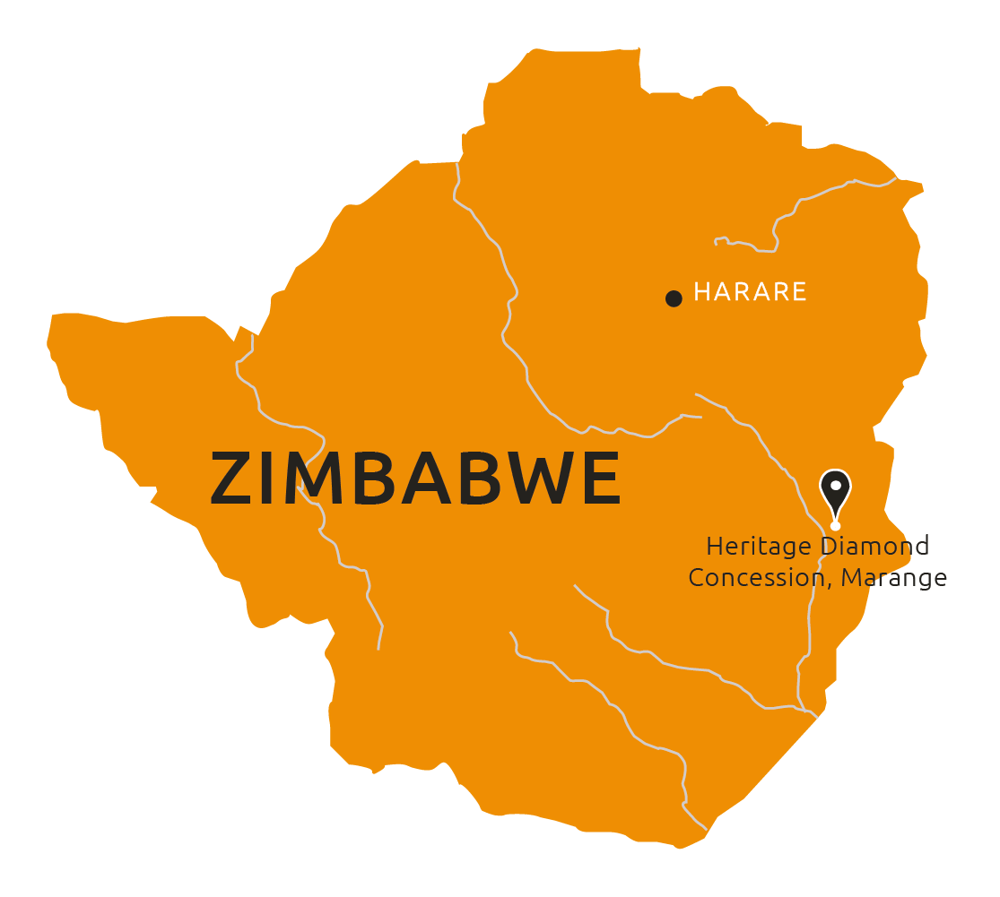 HARARE
ZIMBABWE
Heritage Diamond
Concession, Marange